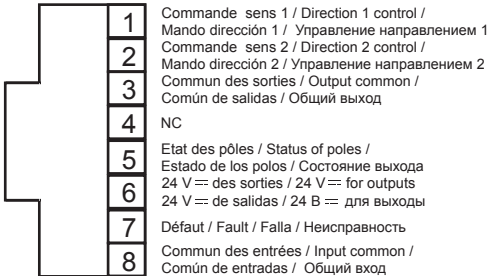 1 Commande sens 1 / Direction 1 control /
Mando dirección 1 / Управление направлением 1
2 Commande sens 2 / Direction 2 control /
Mando dirección 2 / Управление направлением 2
3 Commun des sorties / Output common /
Común de salidas / Общий выход
4 NC
5 Etat des pôles / Status of poles /
Estado de los polos / Состояние выхода
6 24 V ⎓ des sorties / 24 V ⎓ for outputs
24 V ⎓ de salidas / 24 В ⎓ для выходы
7 Défaut / Fault / Falla / Неисправность
8 Commun des entrées / Input common /
Común de entradas / Общий вход